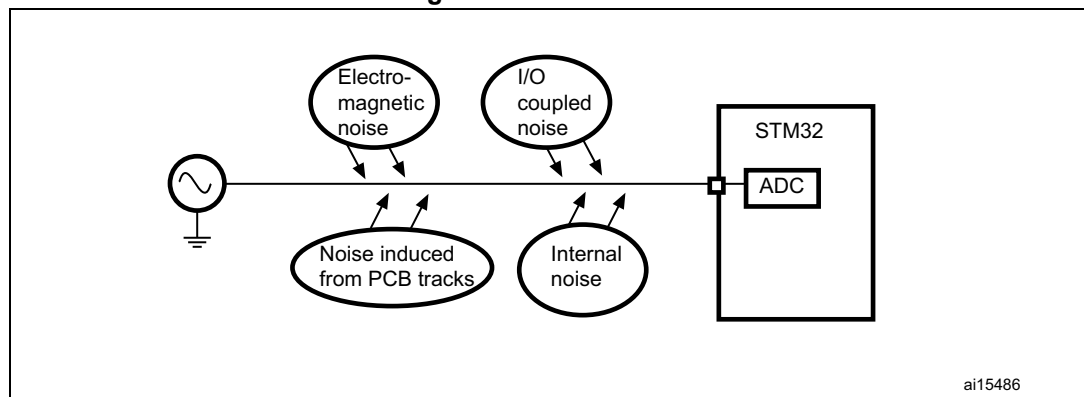 Electro-
magnetic
noise
I/O
coupled
noise
STM32
ADC
Noise induced
from PCB tracks
Internal
noise
ai15486